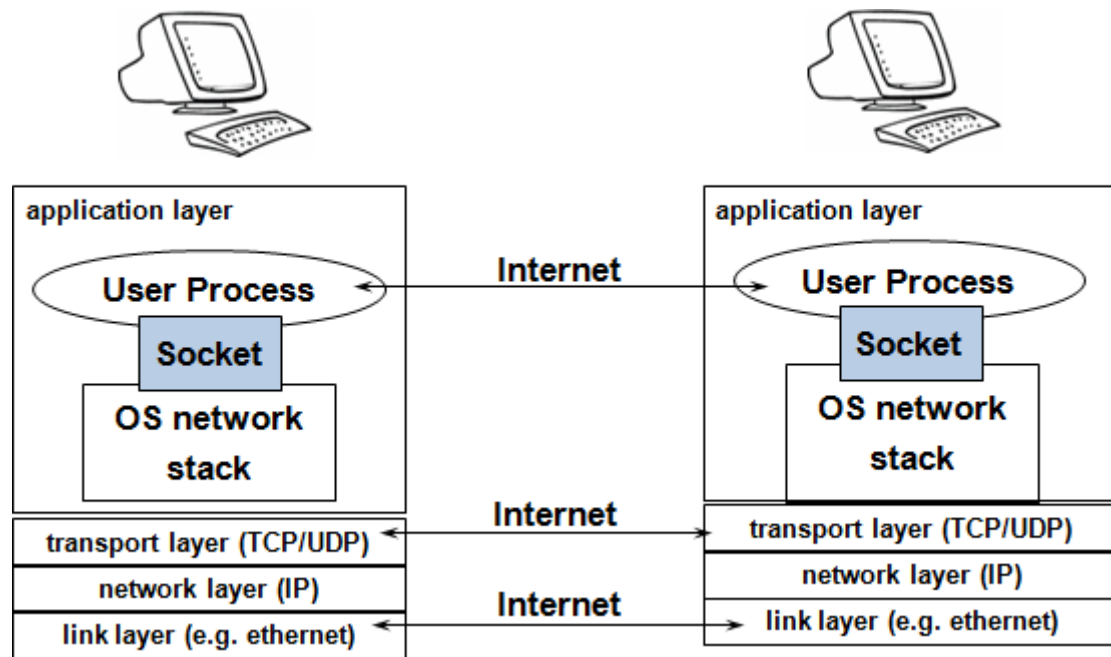 application layer
User Process
Socket
OS network
stack
transport layer (TCP/UDP)
network layer (IP)
link layer (e.g. ethernet)
Internet
Internet
Internet
application layer
User Process
Socket
OS network
stack
transport layer (TCP/UDP)
network layer (IP)
link layer (e.g. ethernet)